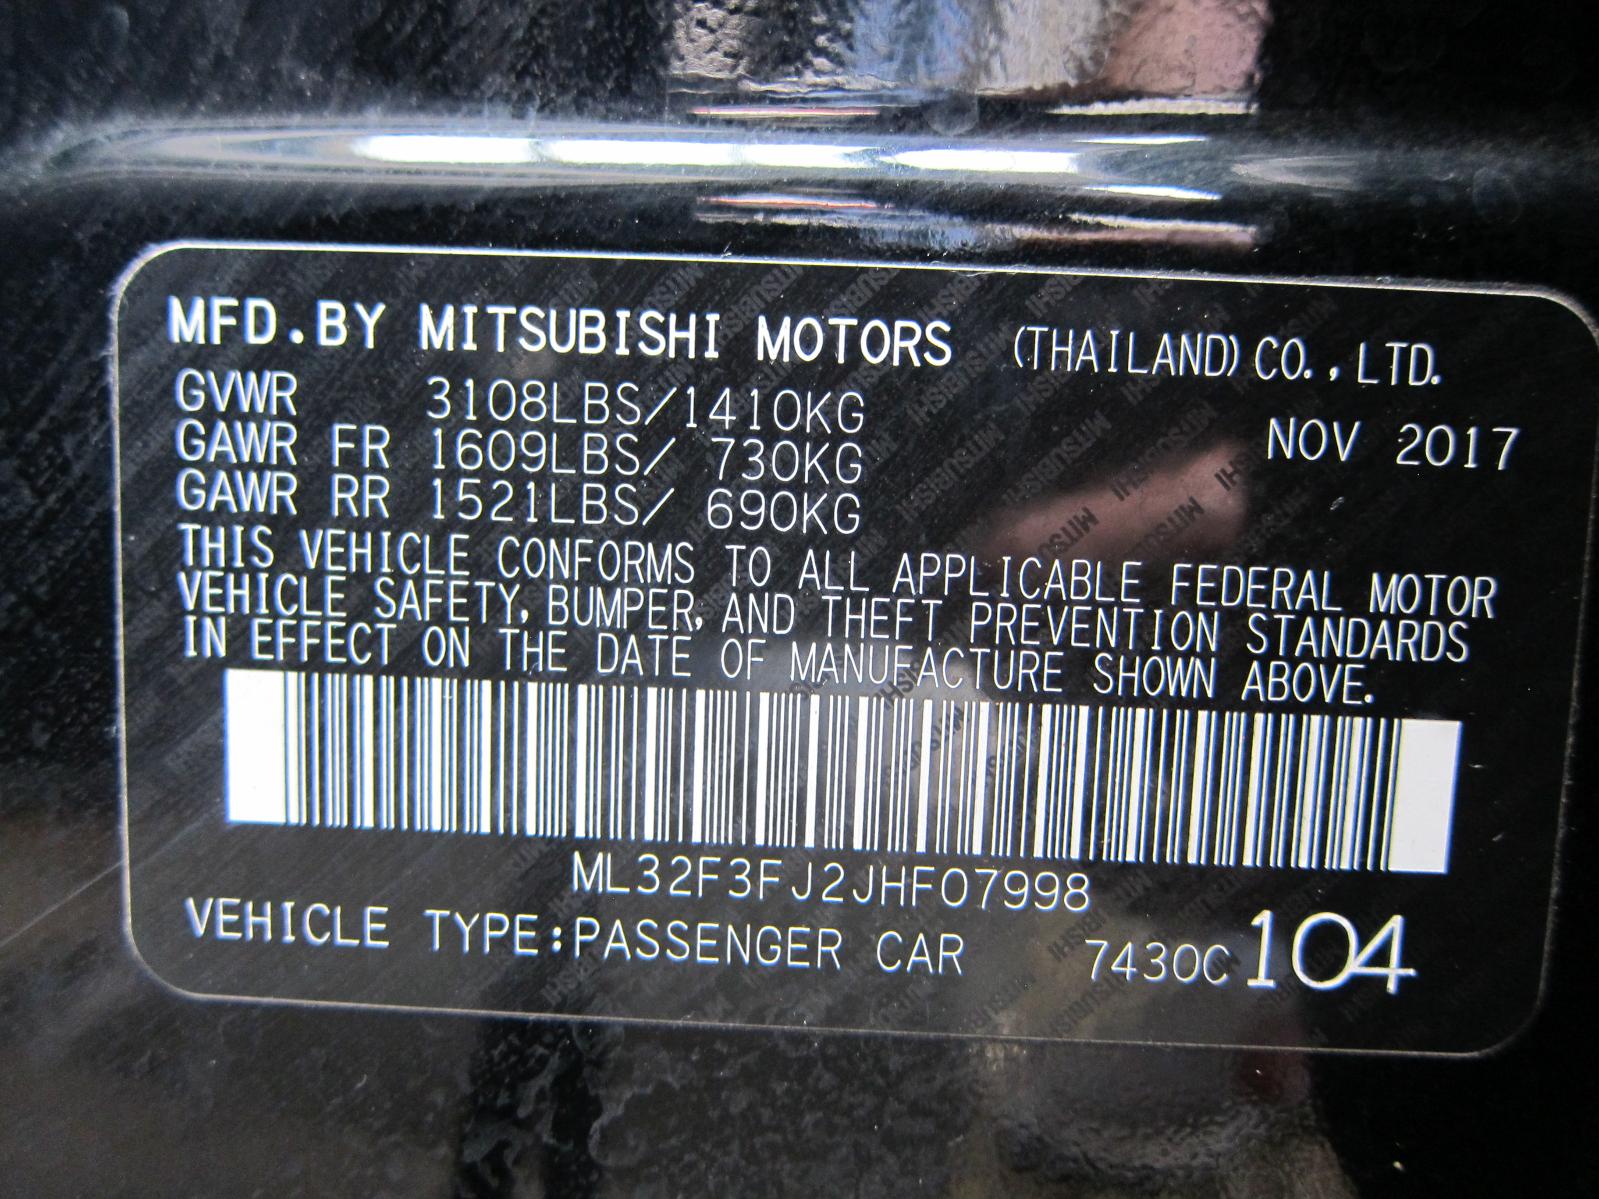 MFD.BY MITSUBISHI MOTORS (THAILAND) CO.,LTD.
GVWR 3108LBS/1410KG
GAWR FR 1609LBS/ 730KG NOV 2017
GAWR RR 1521LBS/ 690KG
THIS VEHICLE CONFORMS TO ALL APPLICABLE FEDERAL MOTOR
VEHICLE SAFETY, BUMPER, AND THEFT PREVENTION STANDARDS
IN EFFECT ON THE DATE OF MANUFACTURE SHOWN ABOVE.
ML32F3FJ2JHF07998
VEHICLE TYPE:PASSENGER CAR 7430C 104